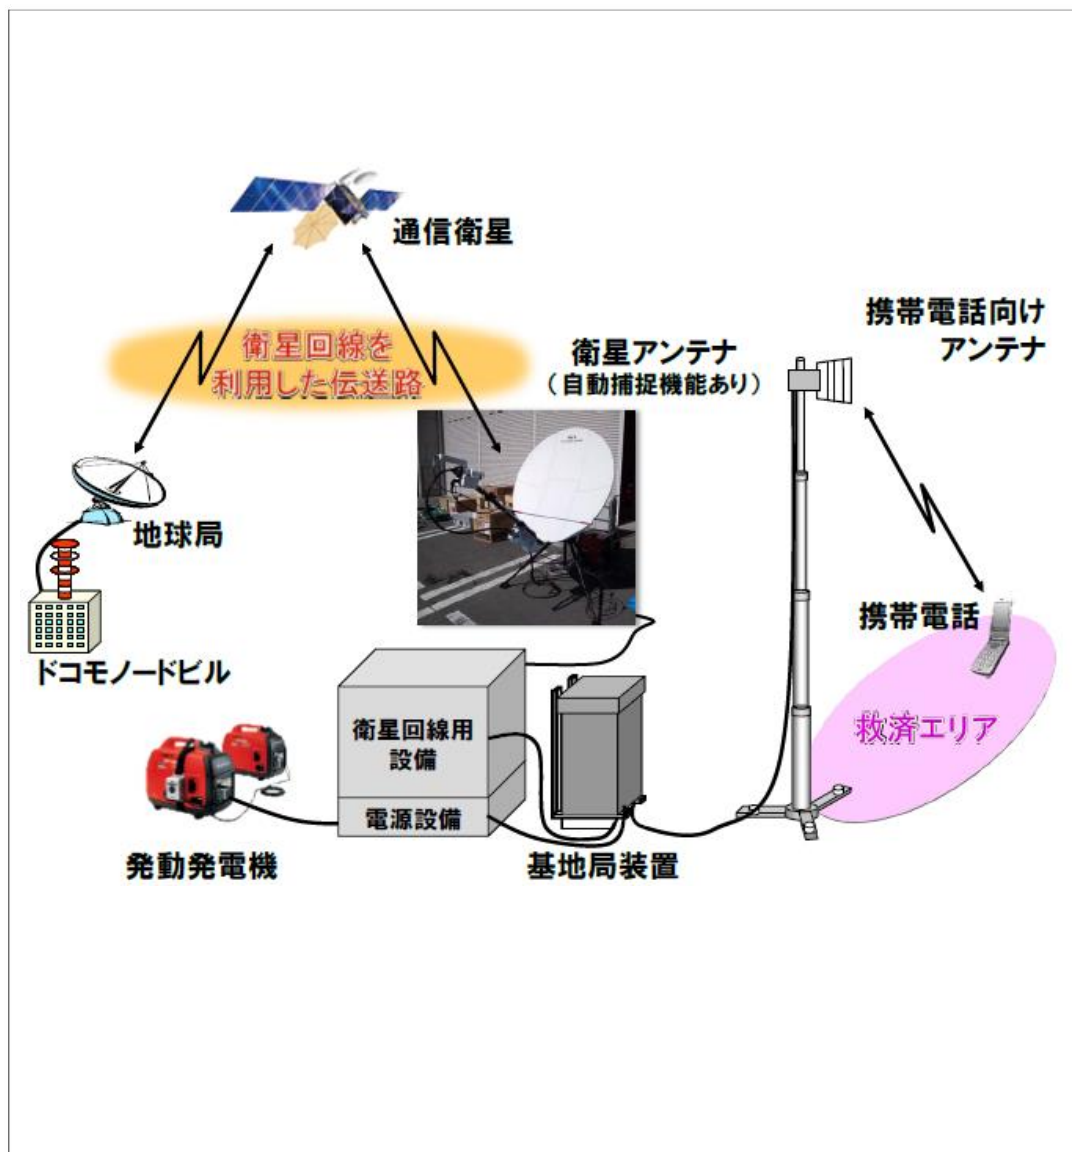 通信衛星
衛星回線を
利用した伝送路
携帯電話向け
アンテナ
衛星アンテナ
（自動捕捉機能あり）
地球局
ドコモノードビル
携帯電話
救済エリア
衛星回線用
設備
電源設備
発動発電機
基地局装置